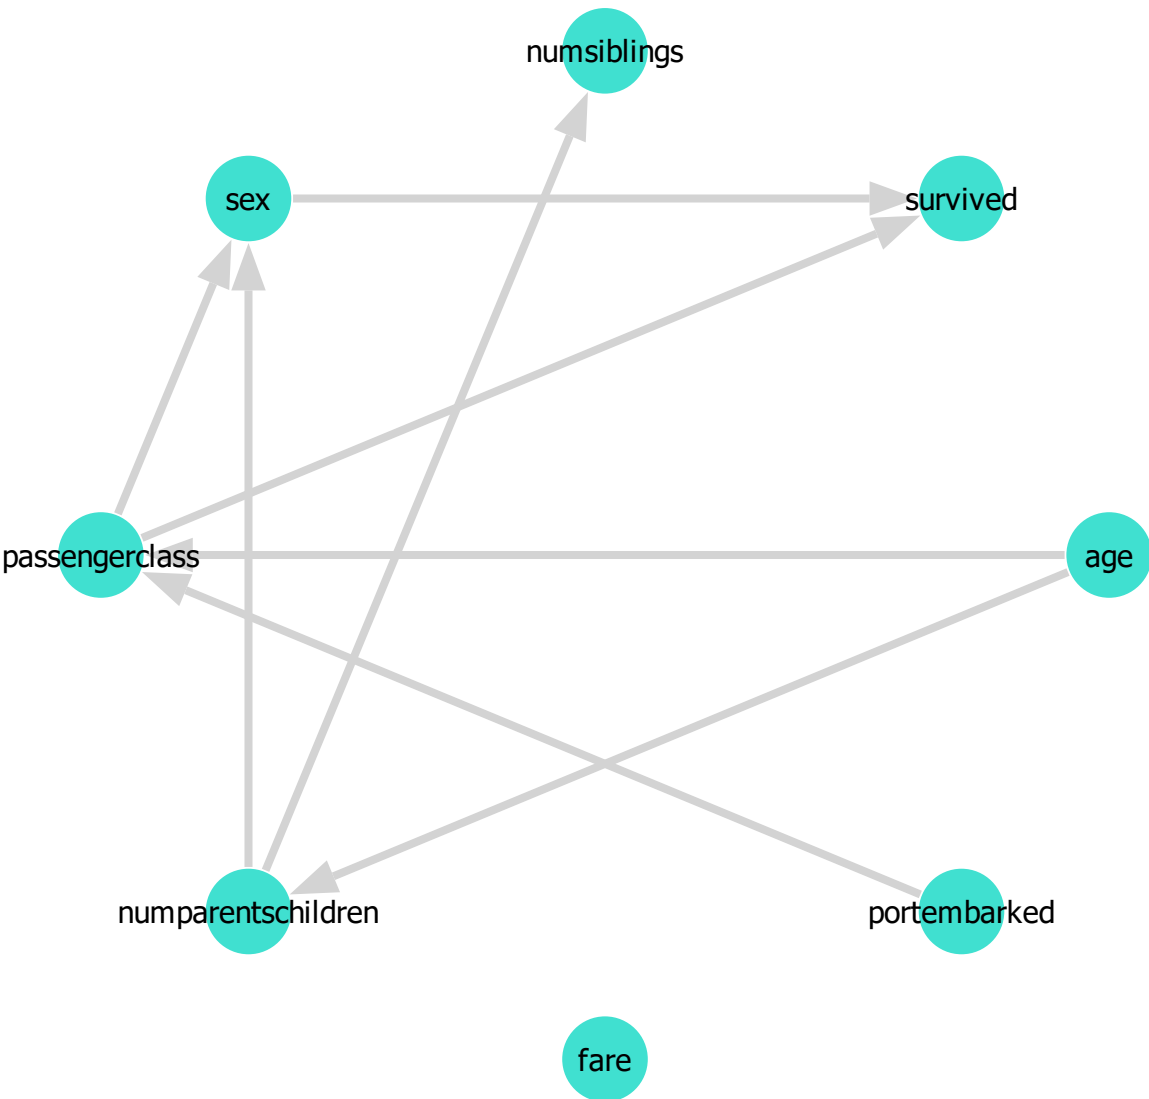 numsiblings
sex
survived
passengerclass
age
numparentschildren
portembarked
fare